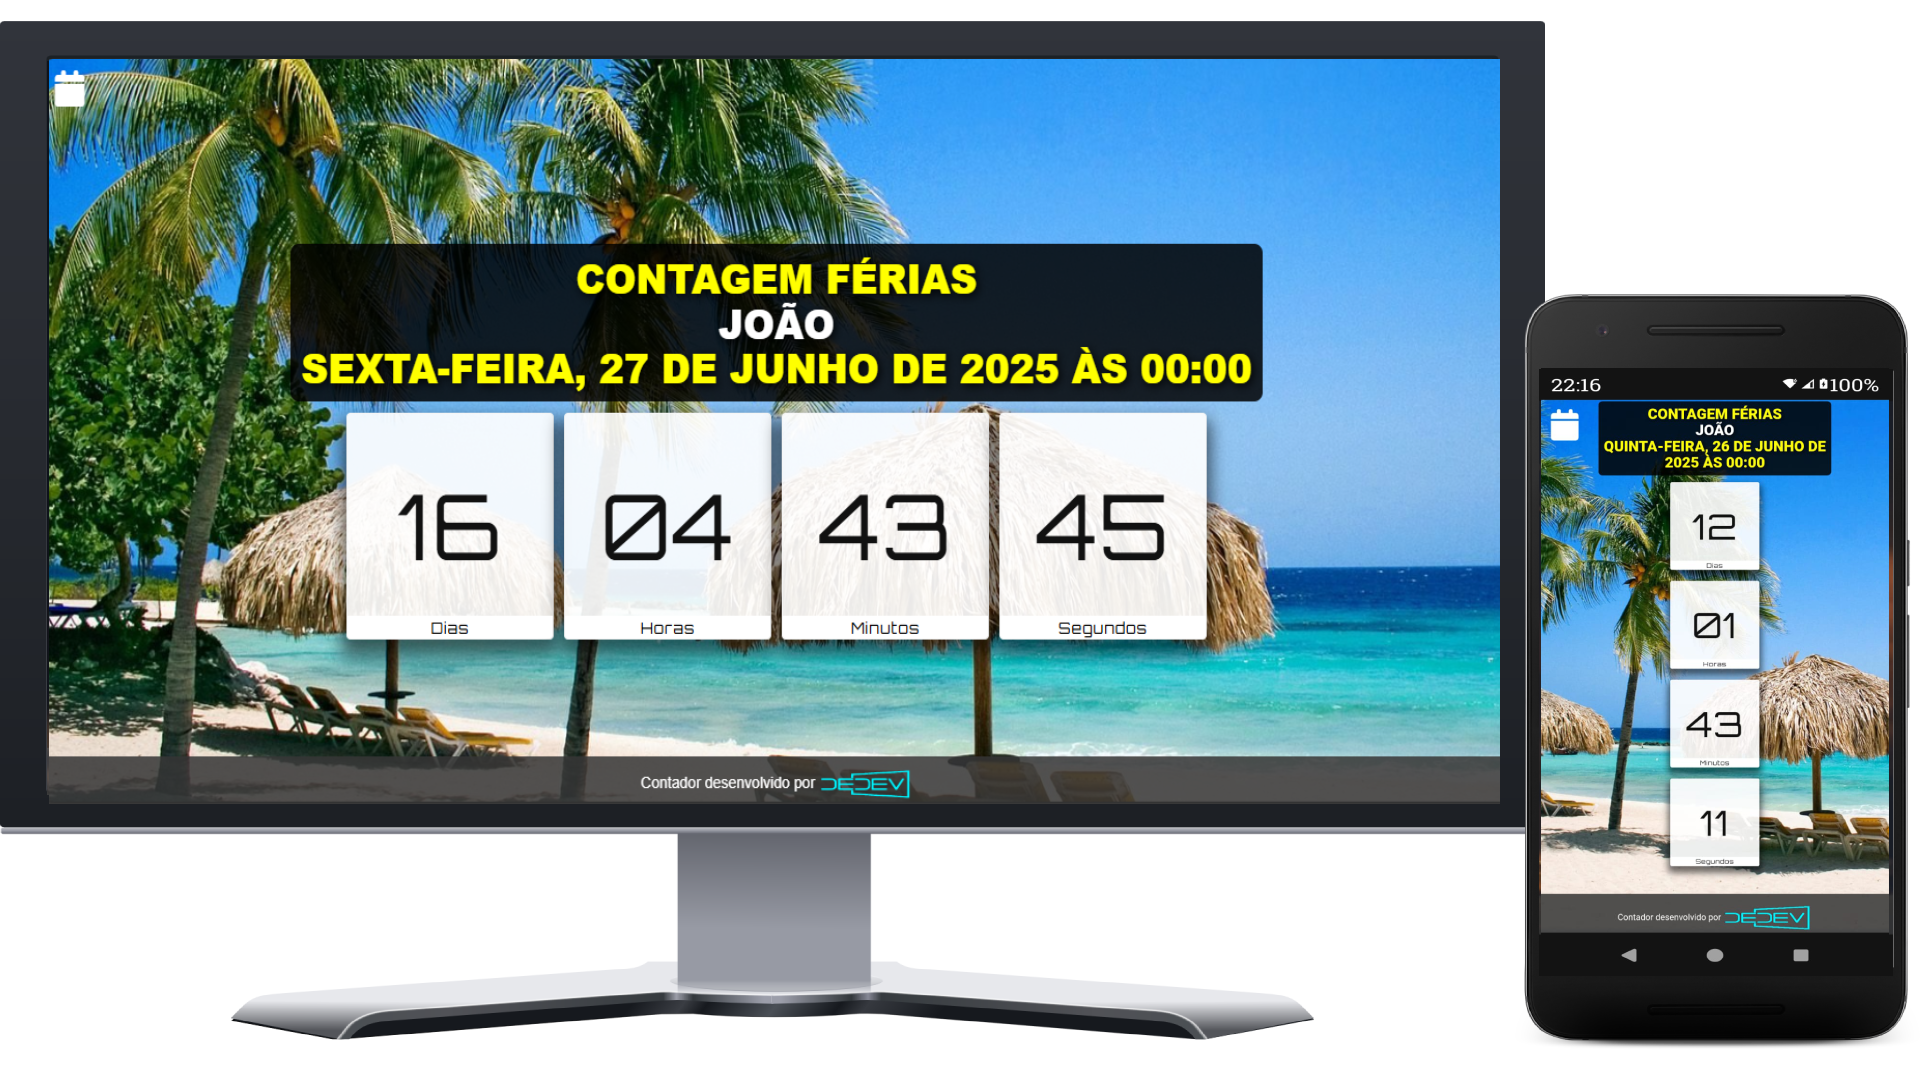 CONTAGEM FÉRIAS
JOÃO
SEXTA-FEIRA, 27 DE JUNHO DE 2025 ÀS 00:00
16 04 43 45
Dias Horas Minutos Segundos
Contador desenvolvido por DEDEV
22:16 100%
CONTAGEM FÉRIAS
JOÃO
QUINTA-FEIRA, 26 DE JUNHO DE
2025 ÀS 00:00
12
Dias
01
Horas
43
Minutos
11
Segundos
Contador desenvolvido por DEDEV